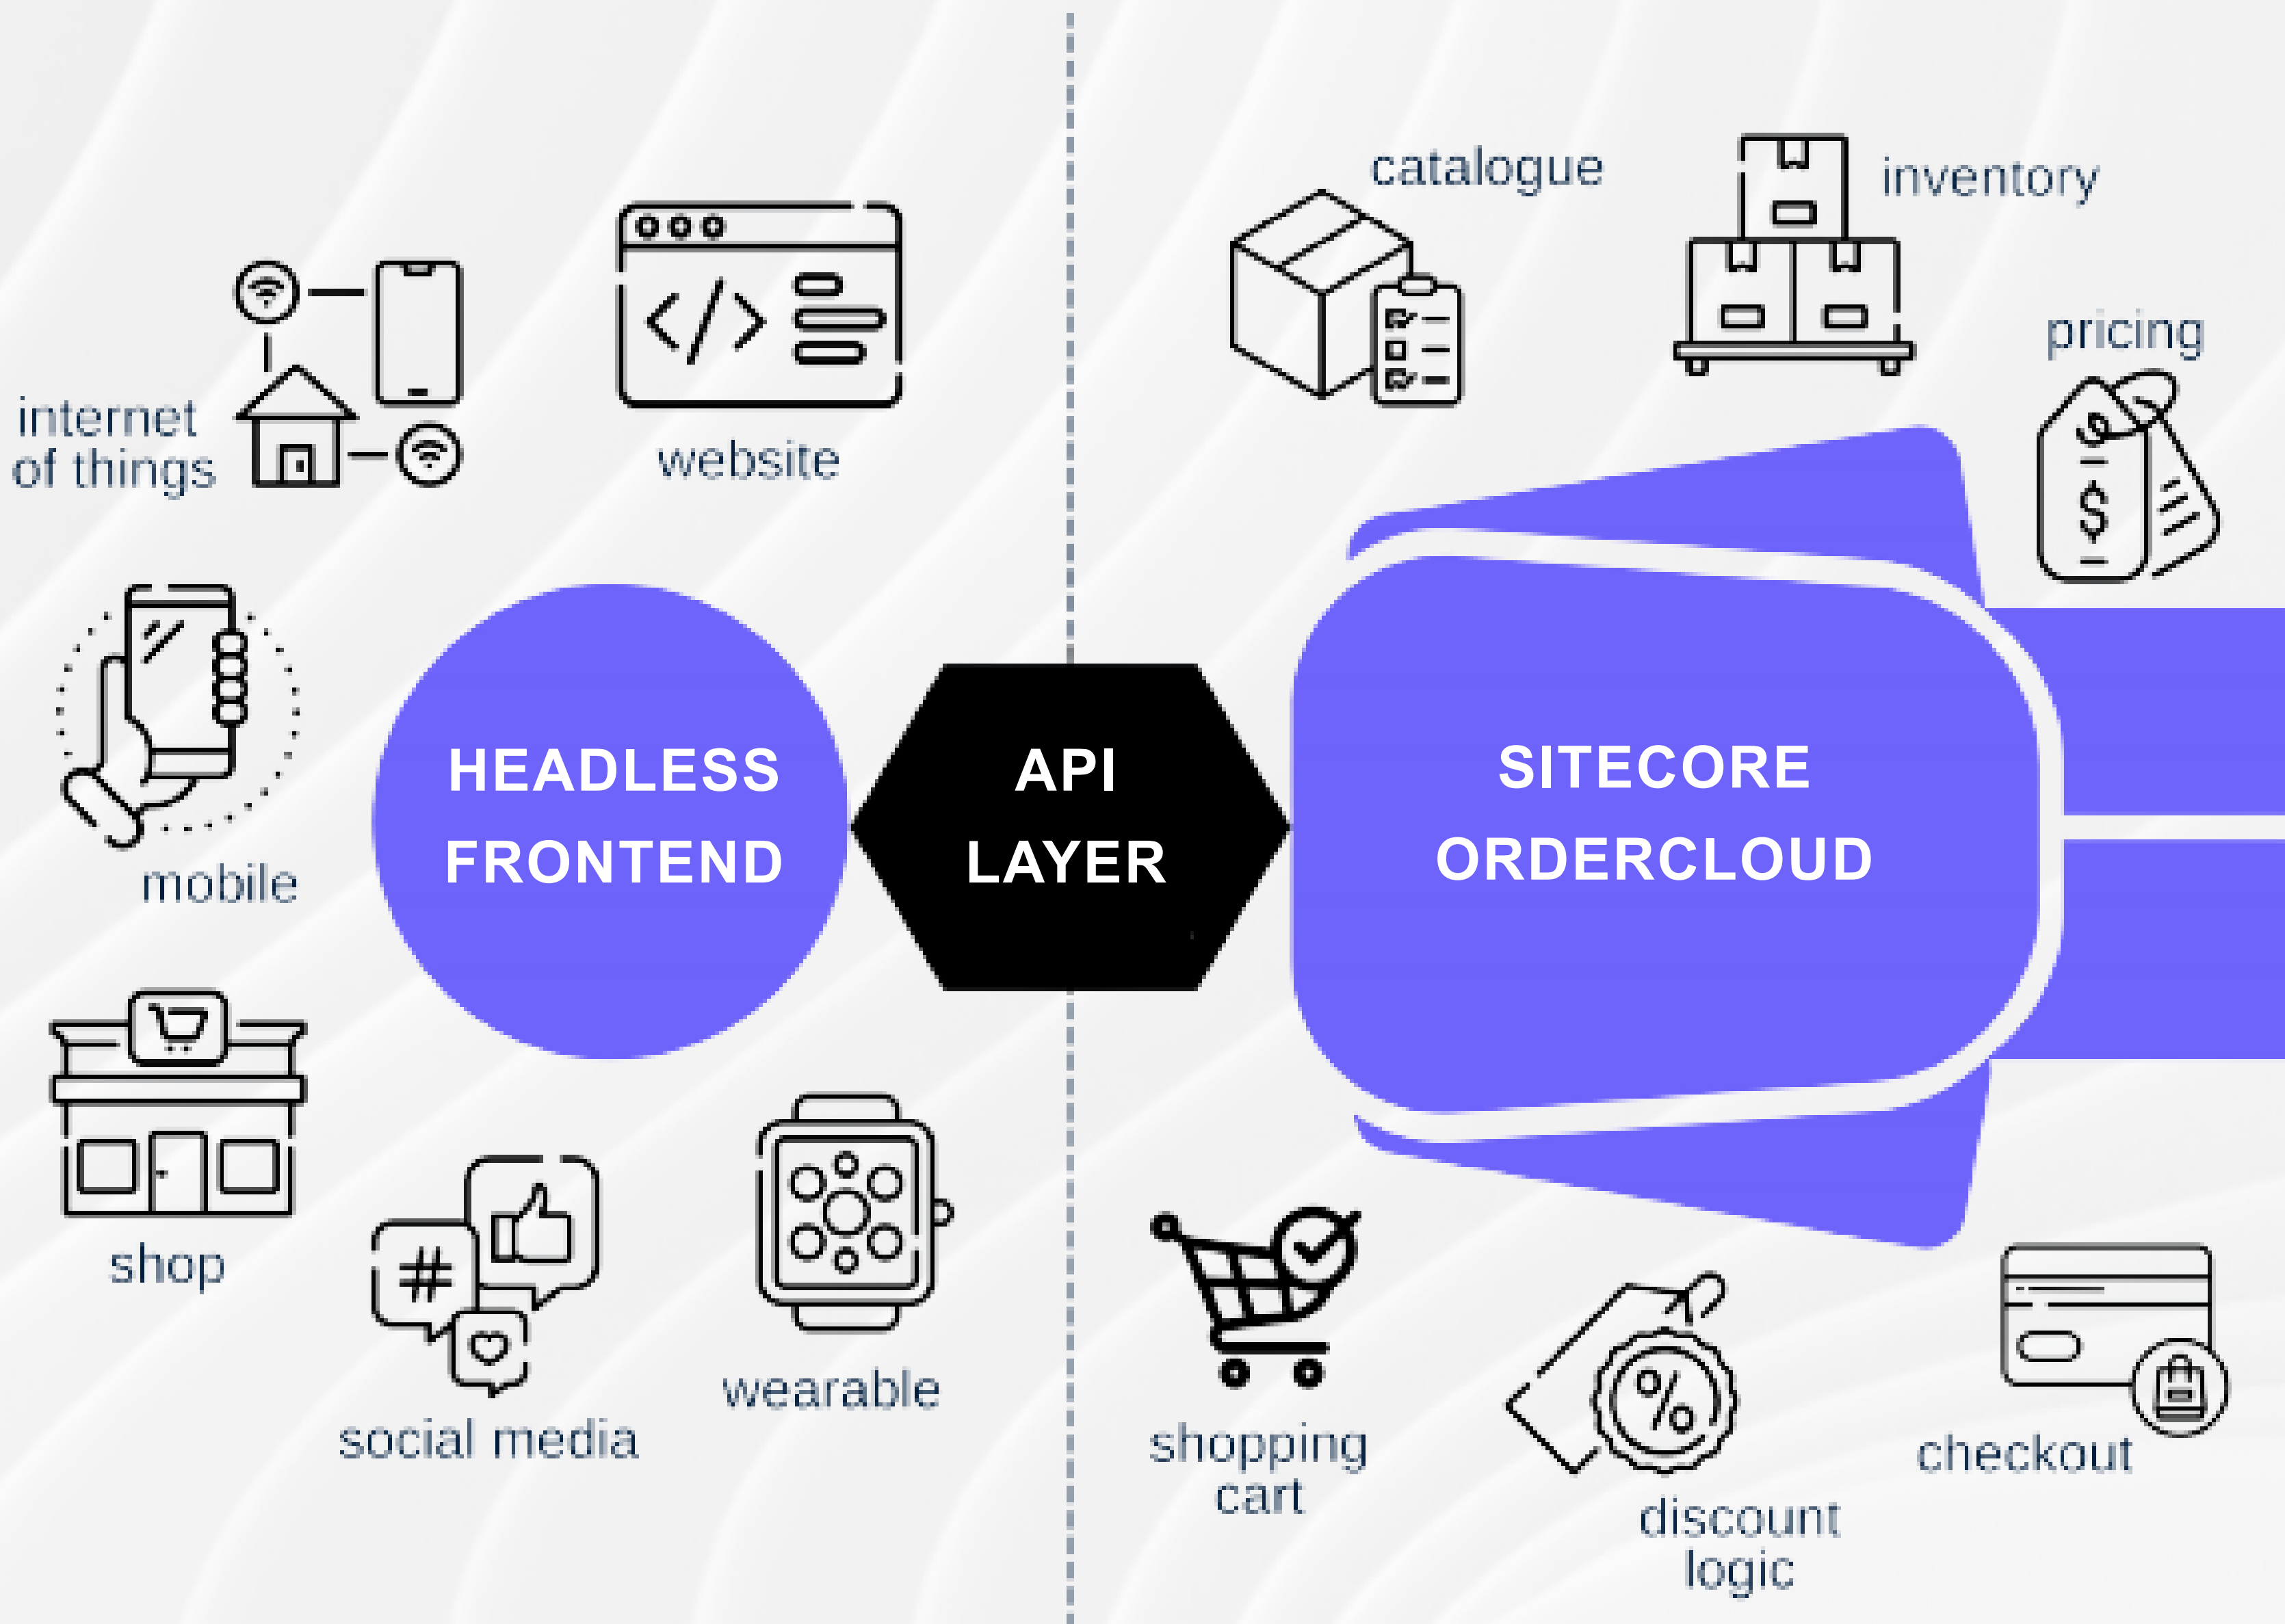 catalogue
inventory
pricing
internet
of things
website
mobile
HEADLESS
FRONTEND
API
LAYER
SITECORE
ORDERCLOUD
shop
social media
wearable
shopping
cart
discount
logic
checkout